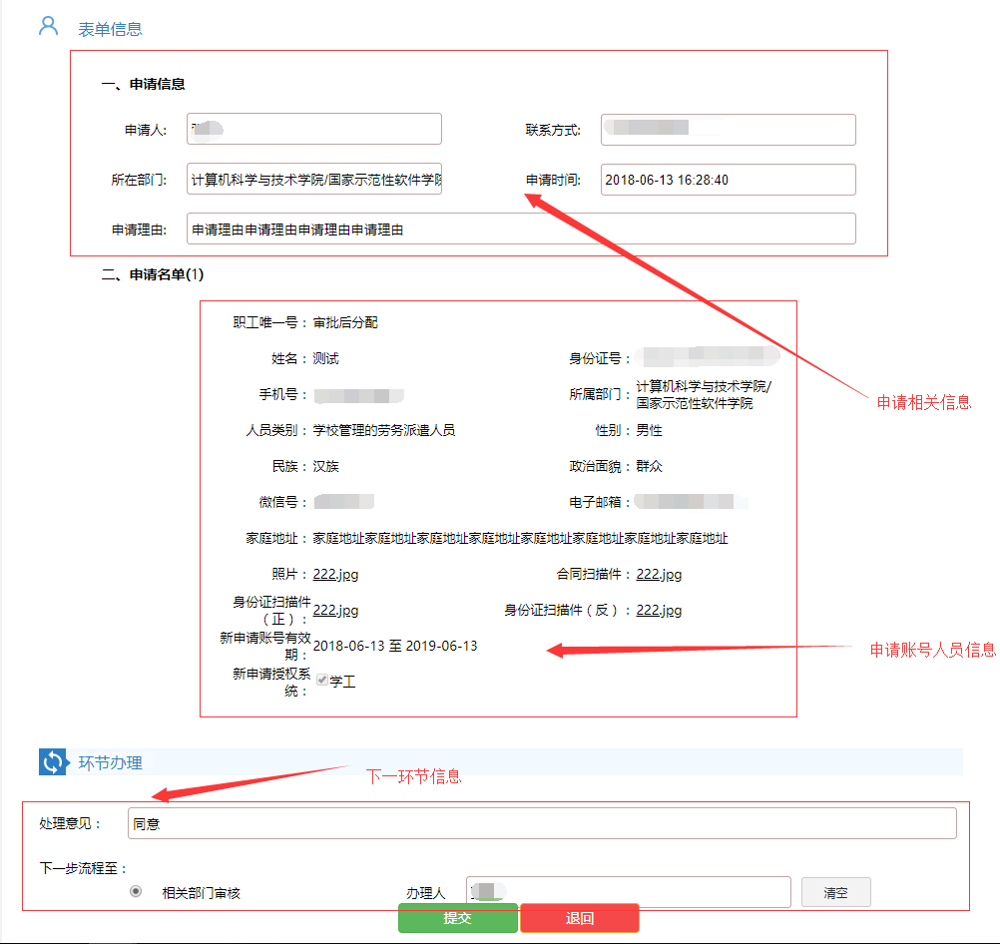 表单信息
一、申请信息
申请人:
联系方式:
所在部门: 计算机科学与技术学院/国家示范性软件学院
申请时间: 2018-06-13 16:28:40
申请理由: 申请理由申请理由申请理由申请理由
二、申请名单(1)
职工唯一号： 审批后分配
姓名： 测试
身份证号：
手机号：
所属部门： 计算机科学与技术学院/
国家示范性软件学院
申请相关信息
人员类别： 学校管理的劳务派遣人员
性别： 男性
民族： 汉族
政治面貌： 群众
微信号：
电子邮箱：
家庭地址： 家庭地址家庭地址家庭地址家庭地址家庭地址家庭地址家庭地址家庭地址
照片： 222.jpg
合同扫描件： 222.jpg
身份证扫描件
（正）： 222.jpg
身份证扫描件（反）： 222.jpg
新申请账号有效
期： 2018-06-13 至 2019-06-13
申请账号人员信息
新申请授权系
统： 学工
环节办理
下一环节信息
处理意见： 同意
下一步流程至：
相关部门审核
办理人
清空
提交
退回